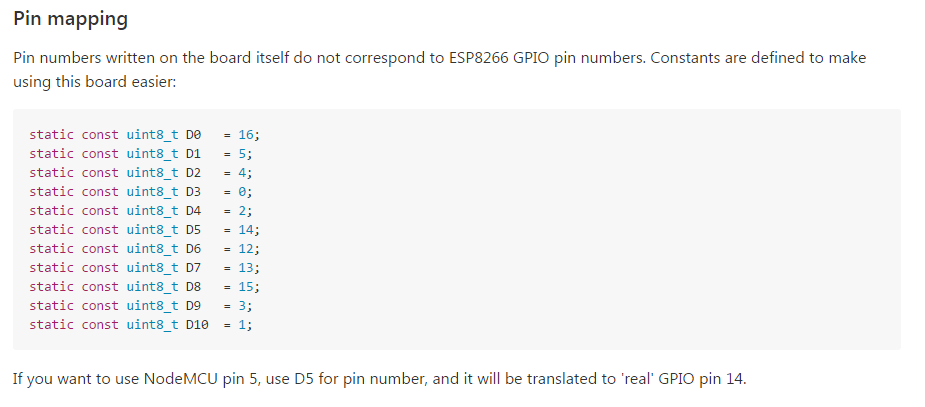 Pin mapping
Pin numbers written on the board itself do not correspond to ESP8266 GPIO pin numbers. Constants are defined to make
using this board easier:
static const uint8_t D0   = 16;
static const uint8_t D1   = 5;
static const uint8_t D2   = 4;
static const uint8_t D3   = 0;
static const uint8_t D4   = 2;
static const uint8_t D5   = 14;
static const uint8_t D6   = 12;
static const uint8_t D7   = 13;
static const uint8_t D8   = 15;
static const uint8_t D9   = 3;
static const uint8_t D10  = 1;
If you want to use NodeMCU pin 5, use D5 for pin number, and it will be translated to 'real' GPIO pin 14.